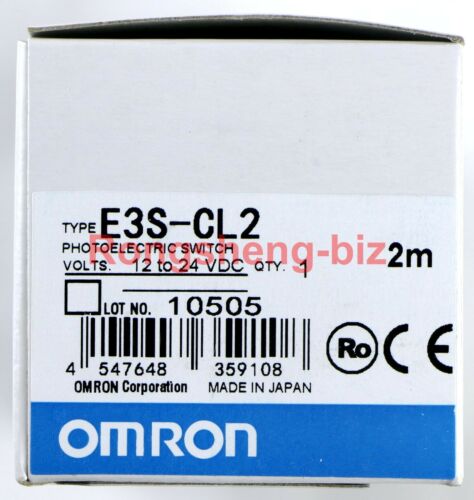 TYPE E3S-CL2
PHOTOELECTRIC SWITCH
Rongsheng-biz
VOLTS. 12 to 24 VDC QTY. 1
2m
LOT NO. 10505
4 547648 359108
Ro CE
OMRON Corporation MADE IN JAPAN
OMRON